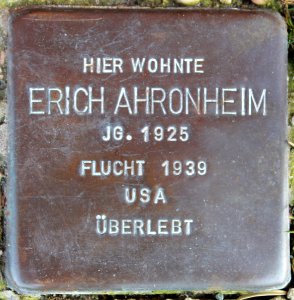 HIER WOHNTE
ERICH AHRONHEIM
JG. 1925
FLUCHT 1939
USA
ÜBERLEBT